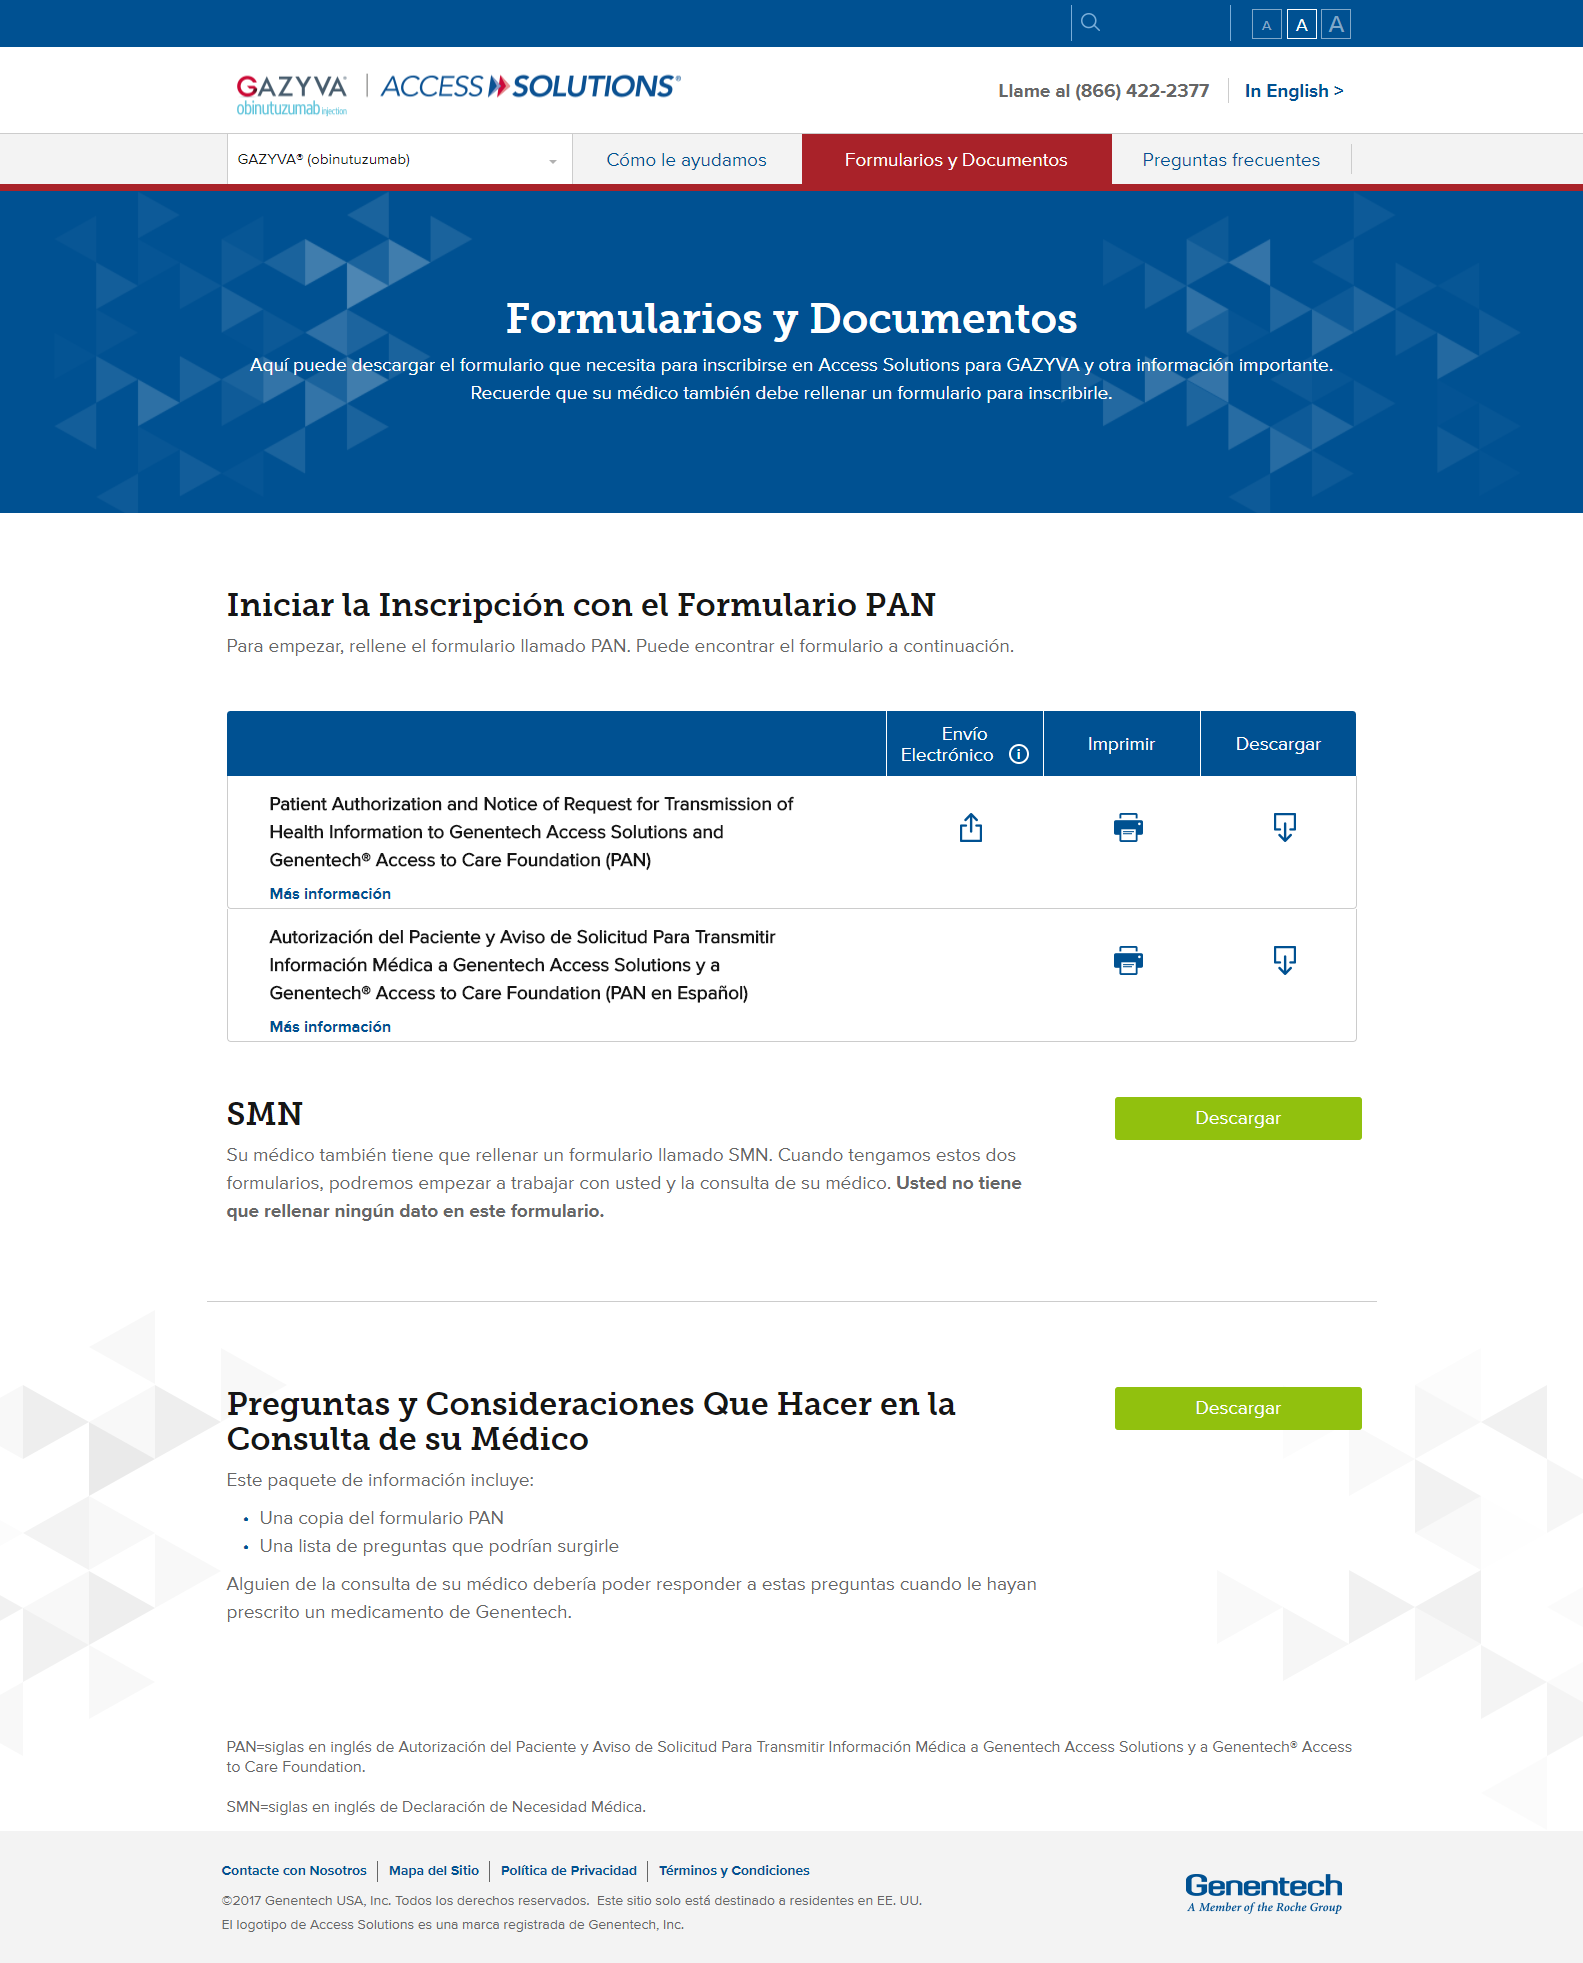 A A A
GAZYVA® | ACCESS SOLUTIONS®
obinutuzumab injection
Llame al (866) 422-2377
In English >
GAZYVA® (obinutuzumab)
Cómo le ayudamos
Formularios y Documentos
Preguntas frecuentes
Formularios y Documentos
Aquí puede descargar el formulario que necesita para inscribirse en Access Solutions para GAZYVA y otra información importante.
Recuerde que su médico también debe rellenar un formulario para inscribirle.
Iniciar la Inscripción con el Formulario PAN
Para empezar, rellene el formulario llamado PAN. Puede encontrar el formulario a continuación.
Envío
Electrónico
Imprimir
Descargar
Patient Authorization and Notice of Request for Transmission of
Health Information to Genentech Access Solutions and
Genentech® Access to Care Foundation (PAN)
Más información
Autorización del Paciente y Aviso de Solicitud Para Transmitir
Información Médica a Genentech Access Solutions y a
Genentech® Access to Care Foundation (PAN en Español)
Más información
SMN
Descargar
Su médico también tiene que rellenar un formulario llamado SMN. Cuando tengamos estos dos
formularios, podremos empezar a trabajar con usted y la consulta de su médico. Usted no tiene
que rellenar ningún dato en este formulario.
Preguntas y Consideraciones Que Hacer en la
Consulta de su Médico
Descargar
Este paquete de información incluye:
• Una copia del formulario PAN
• Una lista de preguntas que podrían surgirle
Alguien de la consulta de su médico debería poder responder a estas preguntas cuando le hayan
prescrito un medicamento de Genentech.
PAN=siglas en inglés de Autorización del Paciente y Aviso de Solicitud Para Transmitir Información Médica a Genentech Access Solutions y a Genentech® Access
to Care Foundation.
SMN=siglas en inglés de Declaración de Necesidad Médica.
Contacte con Nosotros | Mapa del Sitio | Política de Privacidad | Términos y Condiciones
©2017 Genentech USA, Inc. Todos los derechos reservados. Este sitio solo está destinado a residentes en EE. UU.
El logotipo de Access Solutions es una marca registrada de Genentech, Inc.
Genentech
A Member of the Roche Group